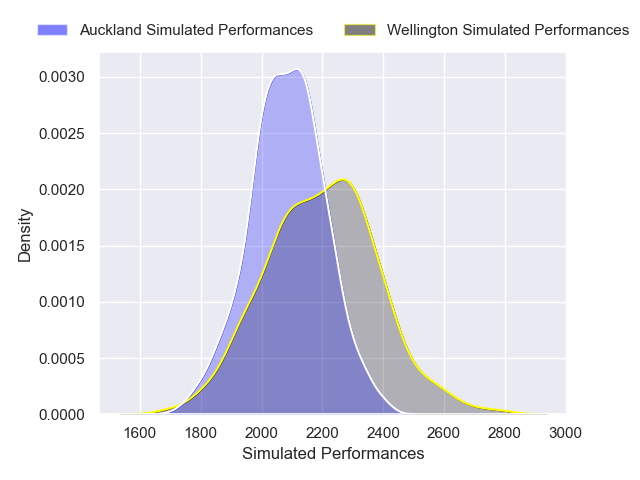 Auckland Simulated Performances Wellington Simulated Performances
0.0030
0.0025
0.0020
0.0015
0.0010
0.0005
0.0000
Density
1600 1800 2000 2200 2400 2600 2800 3000
Simulated Performances